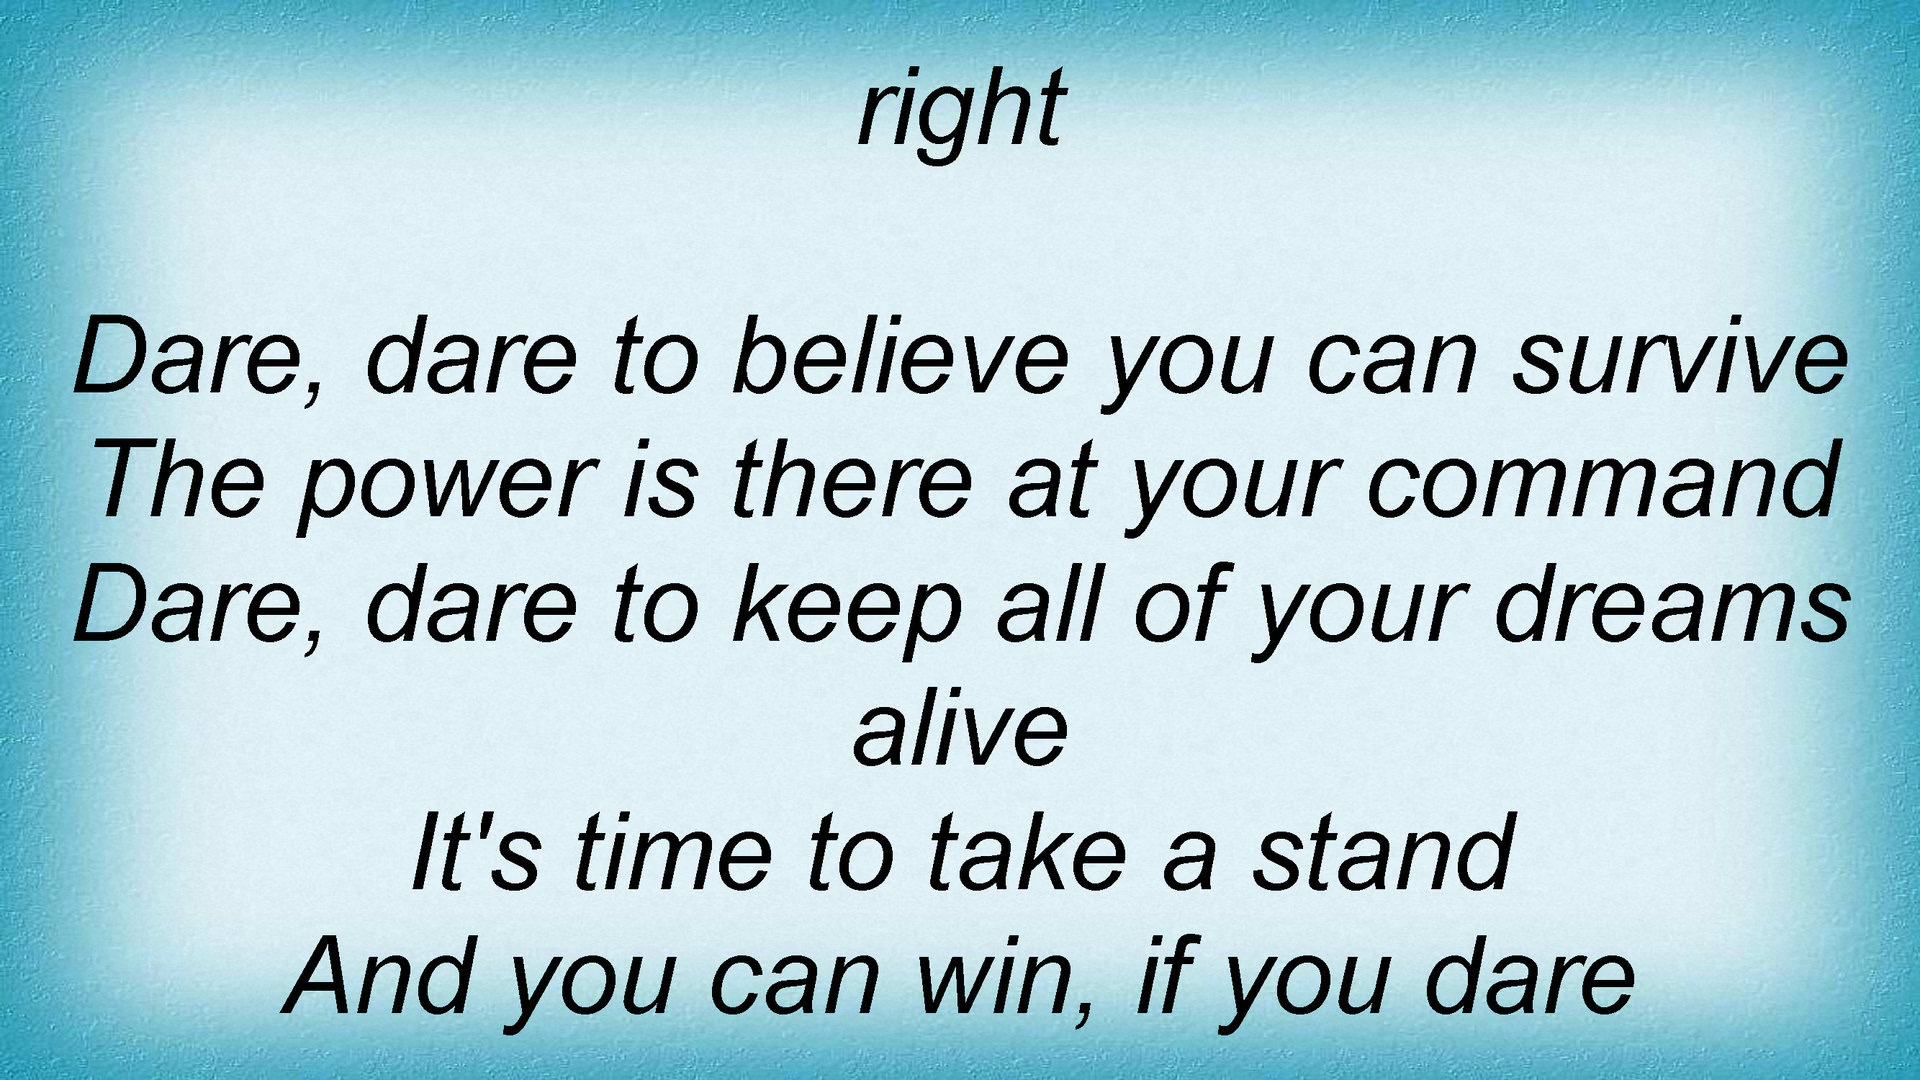 right
Dare, dare to believe you can survive
The power is there at your command
Dare, dare to keep all of your dreams
alive
It's time to take a stand
And you can win, if you dare